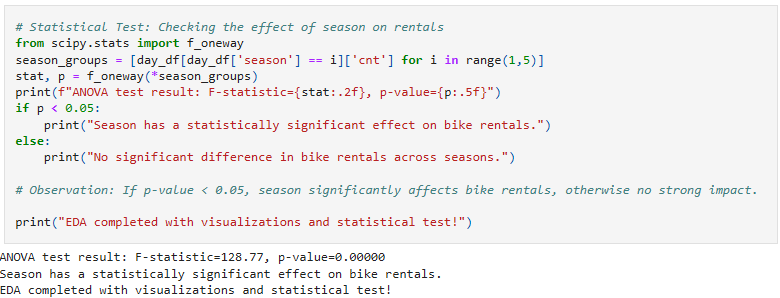 # Statistical Test: Checking the effect of season on rentals
from scipy.stats import f_oneway
season_groups = [day_df[day_df['season'] == i]['cnt'] for i in range(1,5)]
stat, p = f_oneway(*season_groups)
print(f"ANOVA test result: F-statistic={stat:.2f}, p-value={p:.5f}")
if p < 0.05:
    print("Season has a statistically significant effect on bike rentals.")
else:
    print("No significant difference in bike rentals across seasons.")
# Observation: If p-value < 0.05, season significantly affects bike rentals, otherwise no strong impact.
print("EDA completed with visualizations and statistical test!")
ANOVA test result: F-statistic=128.77, p-value=0.00000
Season has a statistically significant effect on bike rentals.
EDA completed with visualizations and statistical test!